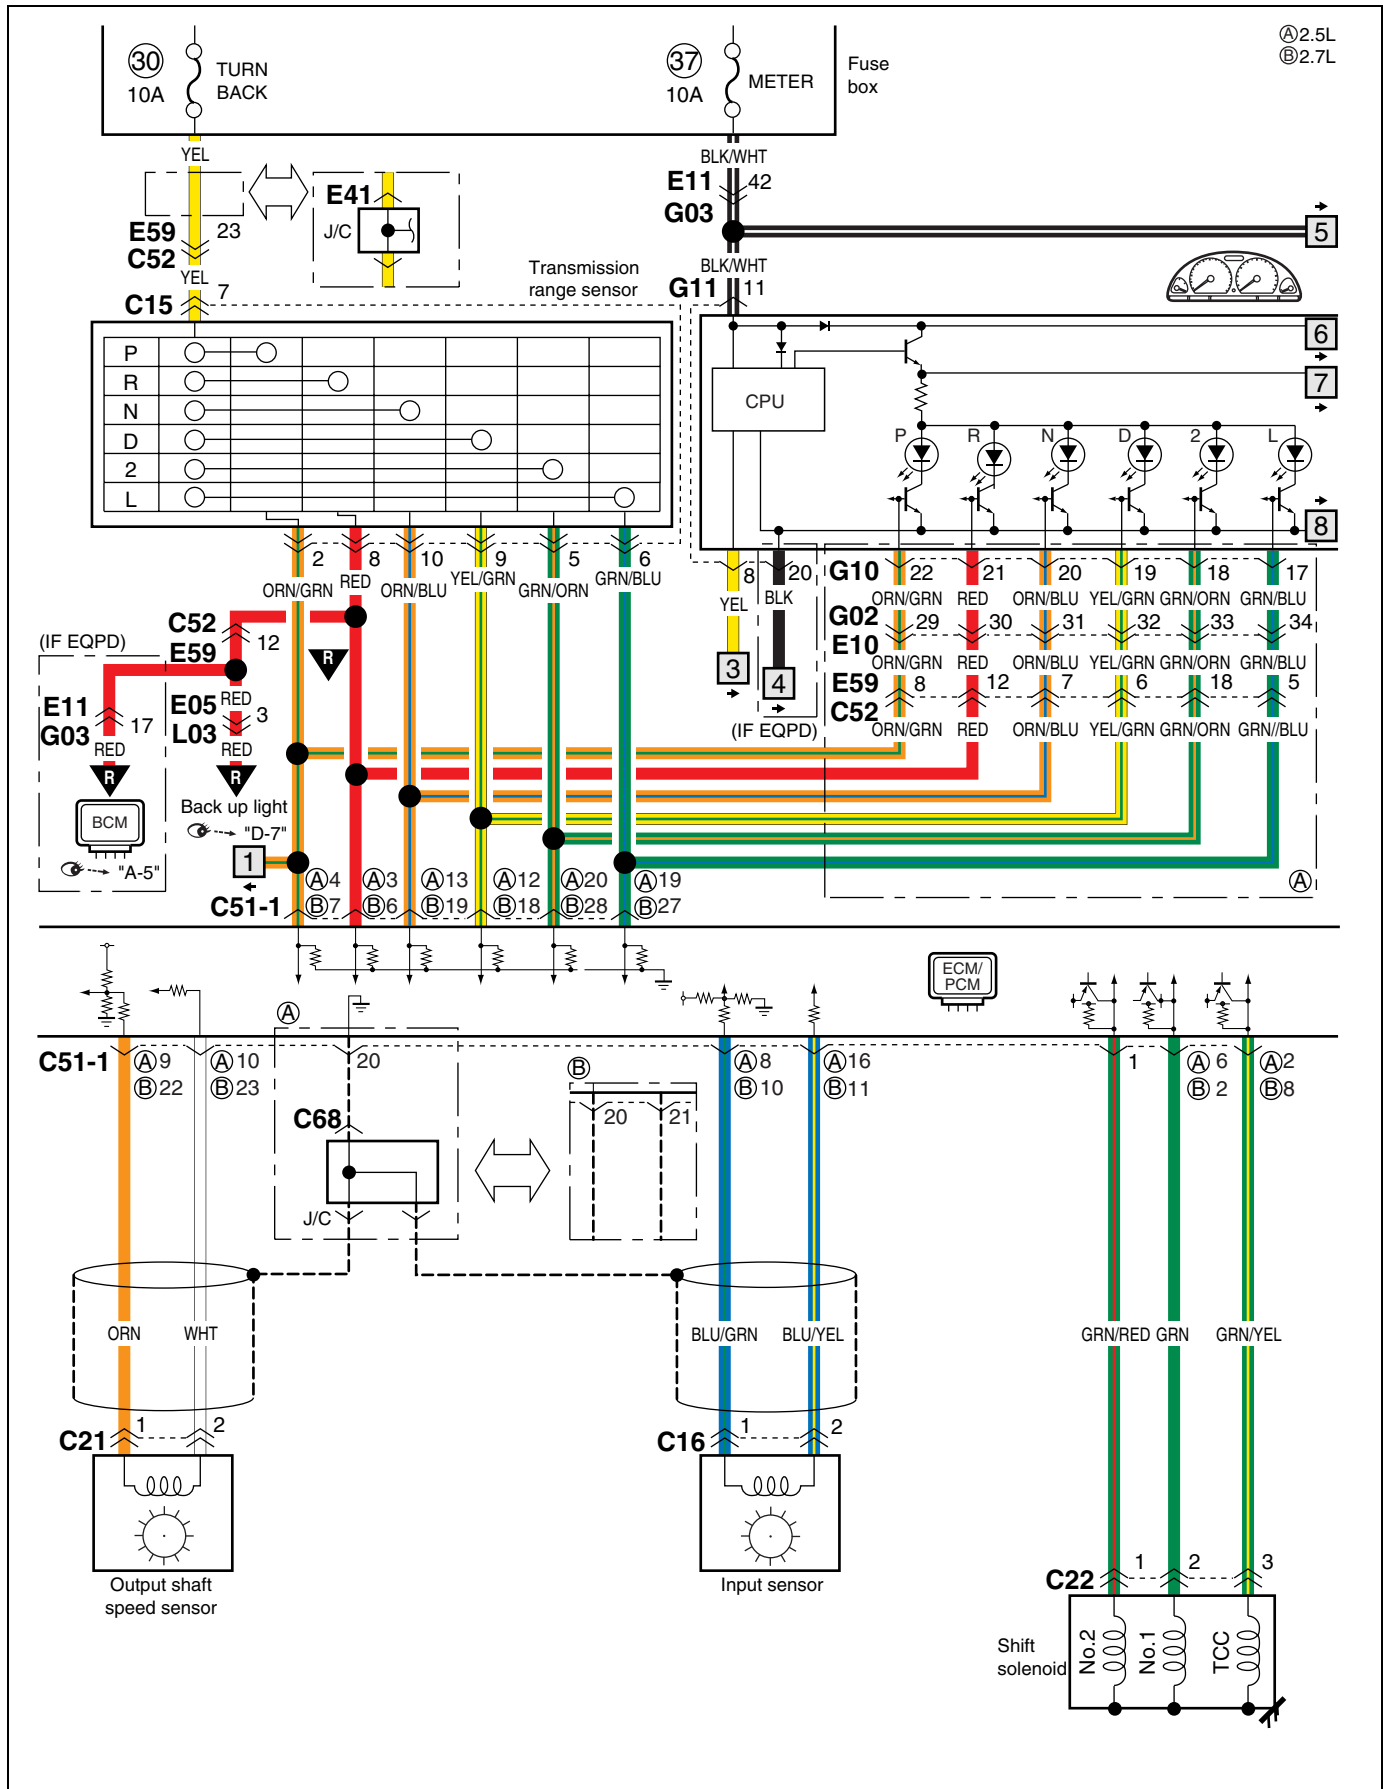 Ⓐ2.5L
Ⓑ2.7L
30
10A
TURN
BACK
37
10A
METER
Fuse
box
YEL
BLK/WHT
E41
J/C
E11
42
G03
E59
23
C52
5
YEL
BLK/WHT
7
C15
Transmission
range sensor
G11
11
P
R
N
D
2
L
CPU
6
7
P
R
N
D
2
L
8
2
8
10
9
5
6
ORN/GRN
RED
ORN/BLU
YEL/GRN
GRN/ORN
GRN/BLU
8
20
YEL
BLK
3
4
(IF EQPD)
G10
22
21
20
19
18
17
ORN/GRN
RED
ORN/BLU
YEL/GRN
GRN/ORN
GRN/BLU
G02
29
30
31
32
33
34
E10
ORN/GRN
RED
ORN/BLU
YEL/GRN
GRN/ORN
GRN/BLU
E59
8
12
7
6
18
5
C52
ORN/GRN
RED
ORN/BLU
YEL/GRN
GRN/ORN
GRN//BLU
Ⓐ
(IF EQPD)
C52
12
E59
R
E11
17
G03
RED
RED
E05
3
L03
RED
R
R
BCM
"A-5"
Back up light
"D-7"
1
C51-1
Ⓐ4
Ⓐ3
Ⓐ13
Ⓐ12
Ⓐ20
Ⓐ19
Ⓑ7
Ⓑ6
Ⓑ19
Ⓑ18
Ⓑ28
Ⓑ27
ECM/
PCM
Ⓐ
C51-1
Ⓐ9
Ⓐ10
20
Ⓐ8
Ⓐ16
1
Ⓐ 6
Ⓐ2
Ⓑ22
Ⓑ23
Ⓑ10
Ⓑ11
Ⓑ 2
Ⓑ8
C68
J/C
Ⓑ
20
21
ORN
WHT
BLU/GRN
BLU/YEL
GRN/RED
GRN
GRN/YEL
C21
1
2
C16
1
2
Output shaft
speed sensor
Input sensor
C22
1
2
3
Shift
solenoid
No.2
No.1
TCC